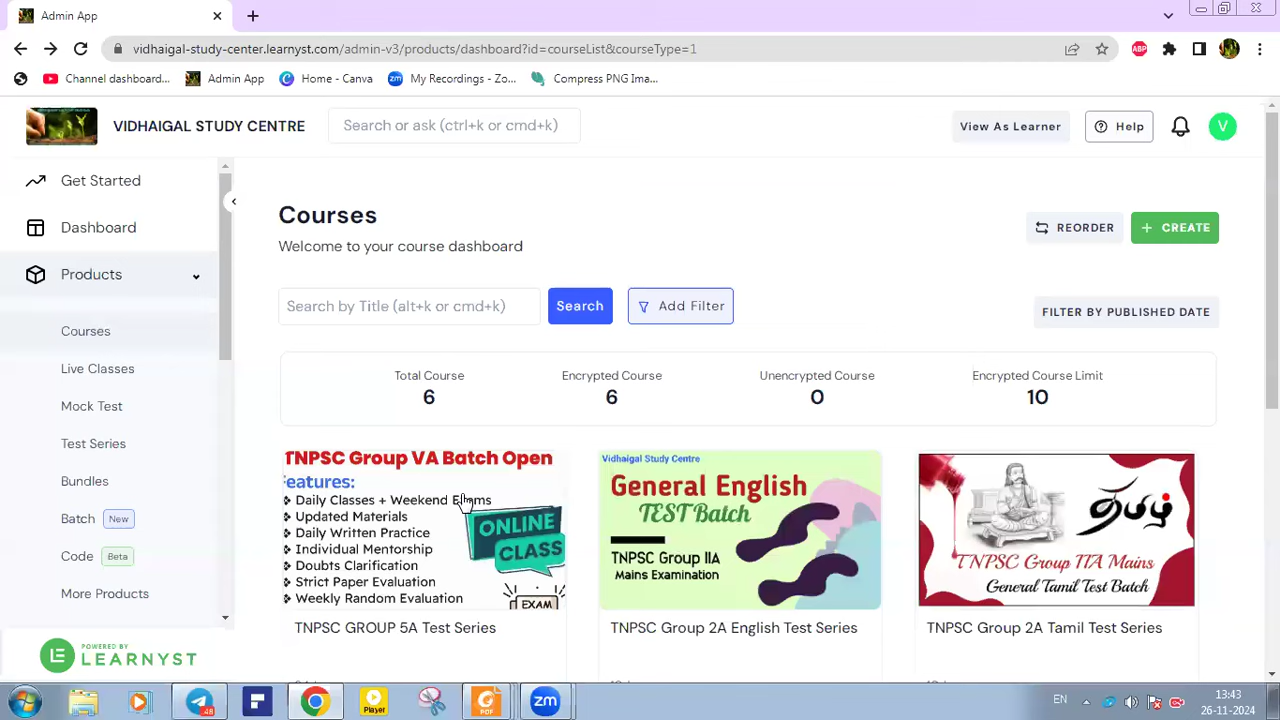 Admin App
vidhaigal-study-center.learnyst.com/admin-v3/products/dashboard?id=courseList&courseType=1
ABP
Channel dashboard...
Admin App
Home - Canva
My Recordings - Zo...
Compress PNG Ima...
VIDHAIGAL STUDY CENTRE
Search or ask (ctrl+k or cmd+k)
View As Learner
Help
V
Get Started
Dashboard
Products
Courses
Live Classes
Mock Test
Test Series
Bundles
Batch New
Code Beta
More Products
POWERED BY
LEARNYST
Courses
Welcome to your course dashboard
REORDER
+ CREATE
Search by Title (alt+k or cmd+k)
Search
Add Filter
FILTER BY PUBLISHED DATE
Total Course
6
Encrypted Course
6
Unencrypted Course
0
Encrypted Course Limit
10
TNPSC Group VA Batch Open
eatures:
Daily Classes + Weekend Exams
Updated Materials
Daily Written Practice
Individual Mentorship
Doubts Clarification
Strict Paper Evaluation
Weekly Random Evaluation
ONLINE
CLASS
EXAM
TNPSC GROUP 5A Test Series
Vidhaigal Study Centre
General English
TEST Batch
TNPSC Group IIA
Mains Examination
TNPSC Group 2A English Test Series
தமிழ்
TNPSC Group IIA Mains
General Tamil Test Batch
TNPSC Group 2A Tamil Test Series
Player
PDF
zm
EN
13:43
26-11-2024